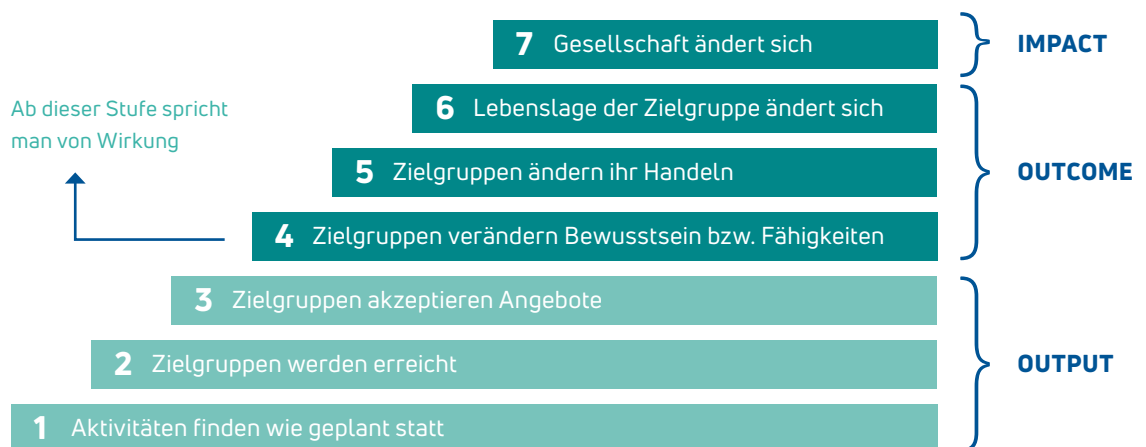 7 Gesellschaft ändert sich
IMPACT
Ab dieser Stufe spricht
man von Wirkung
6 Lebenslage der Zielgruppe ändert sich
5 Zielgruppen ändern ihr Handeln
OUTCOME
4 Zielgruppen verändern Bewusstsein bzw. Fähigkeiten
3 Zielgruppen akzeptieren Angebote
2 Zielgruppen werden erreicht
OUTPUT
1 Aktivitäten finden wie geplant statt